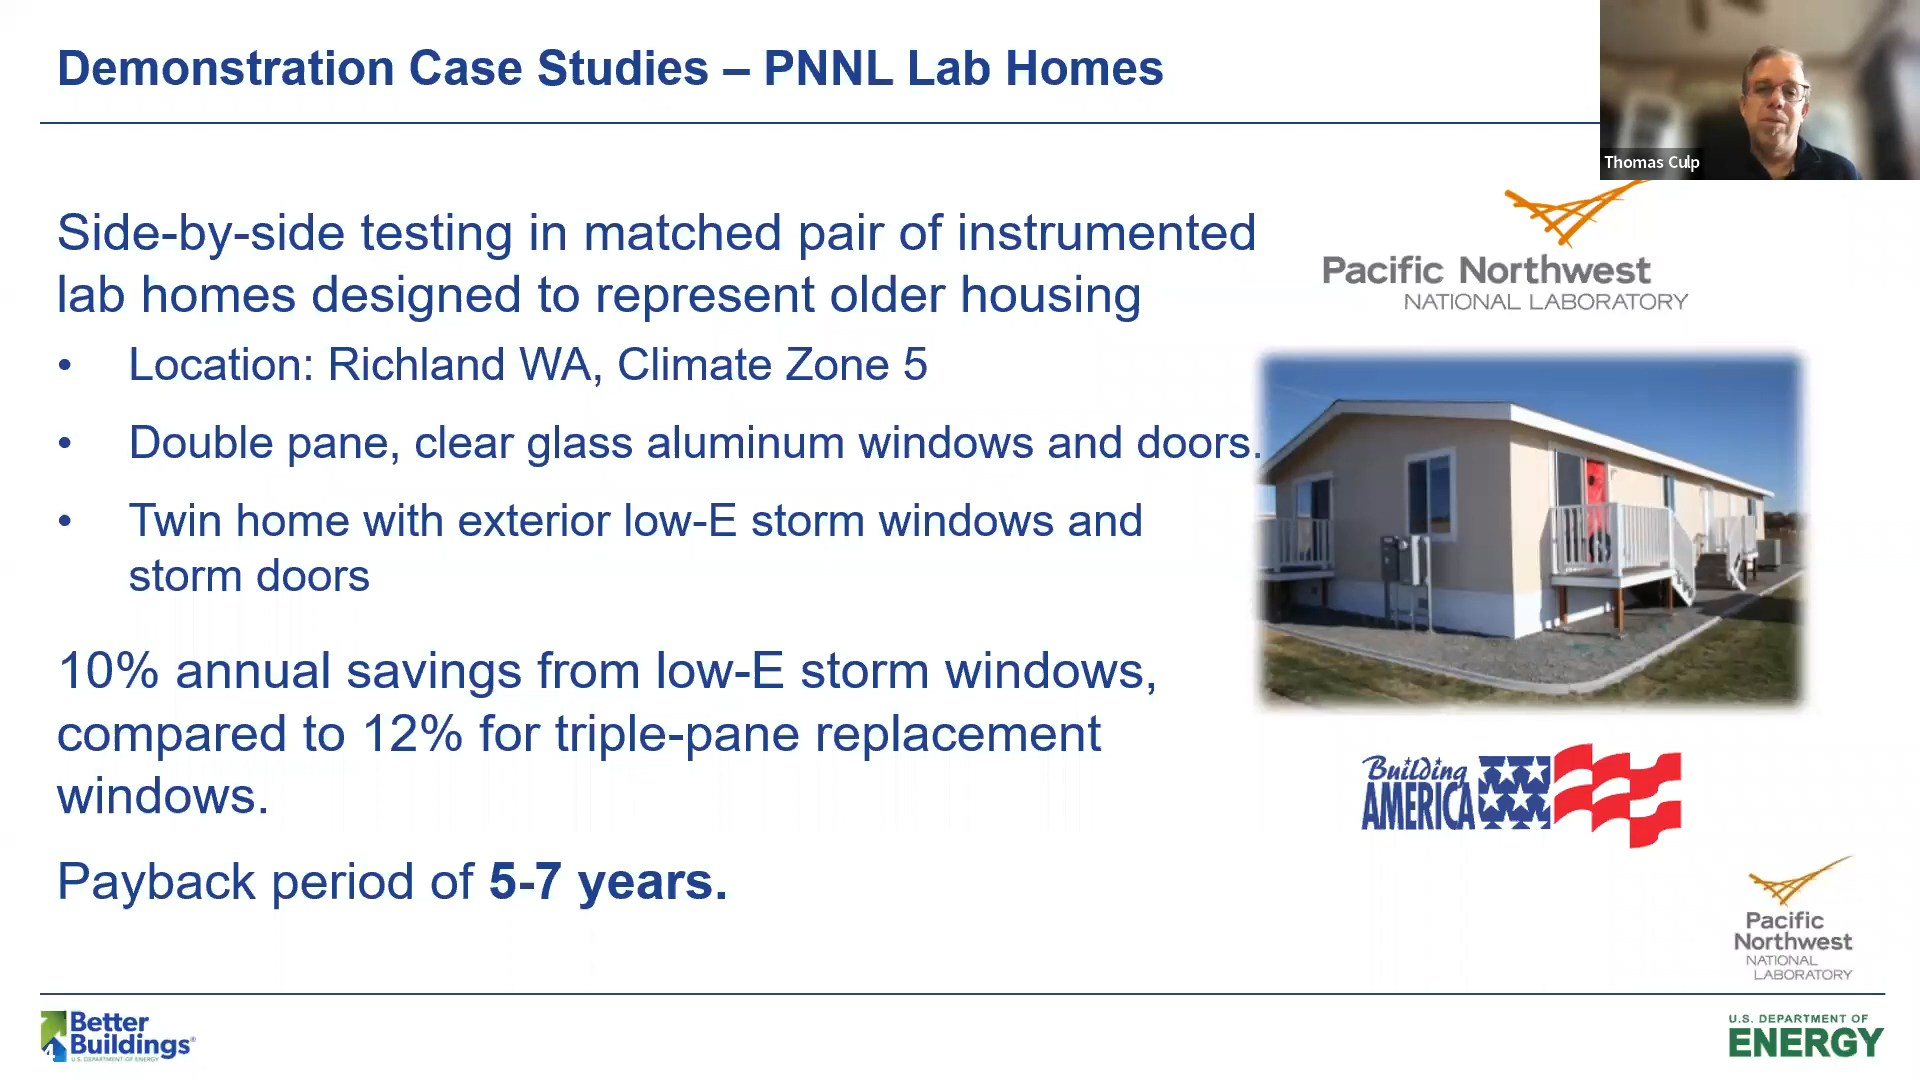 Demonstration Case Studies – PNNL Lab Homes
Thomas Culp
Side-by-side testing in matched pair of instrumented
lab homes designed to represent older housing
• Location: Richland WA, Climate Zone 5
• Double pane, clear glass aluminum windows and doors.
• Twin home with exterior low-E storm windows and
storm doors
10% annual savings from low-E storm windows,
compared to 12% for triple-pane replacement
windows.
Payback period of 5-7 years.
Pacific Northwest
NATIONAL LABORATORY
Building
AMERICA
Pacific
Northwest
NATIONAL
LABORATORY
Better
Buildings®
U.S. DEPARTMENT OF ENERGY
U.S. DEPARTMENT OF
ENERGY